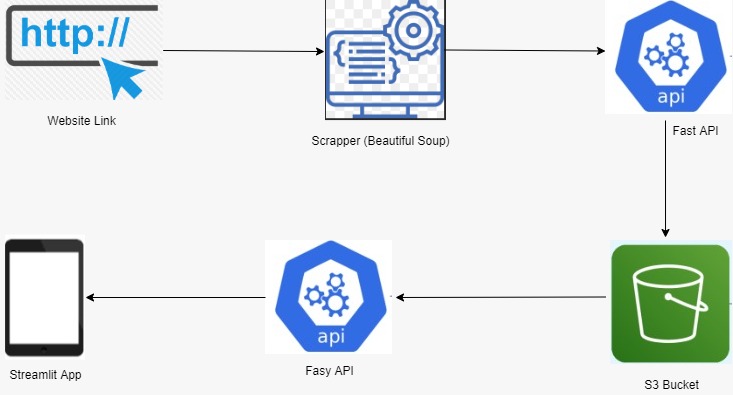 http://
Website Link
Scrapper (Beautiful Soup)
api
Fast API
Streamlit App
api
Fasy API
S3 Bucket